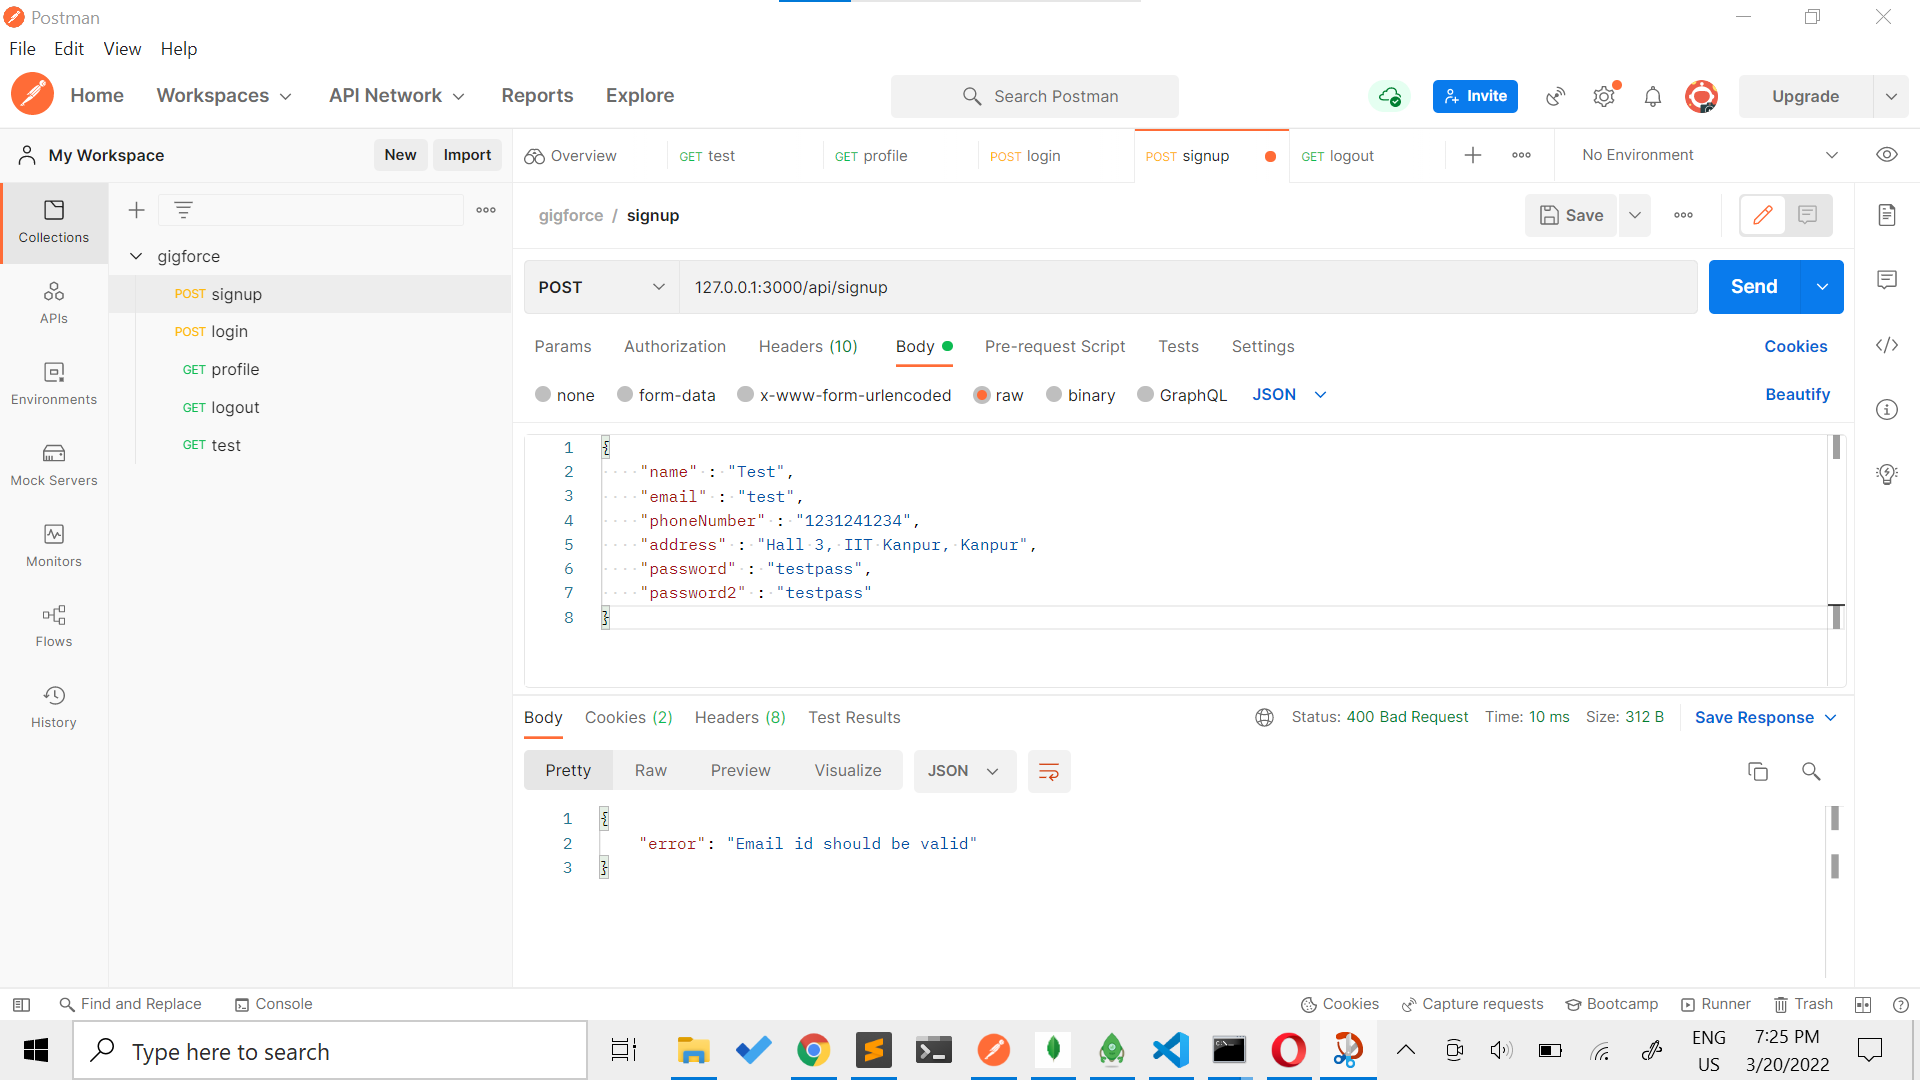 Postman
File Edit View Help
Home Workspaces API Network Reports Explore Search Postman Invite Upgrade
My Workspace New Import Overview GET test GET profile POST login POST signup GET logout No Environment
Collections
APIs
Environments
Mock Servers
Monitors
Flows
History
gigforce
POST signup
POST login
GET profile
GET logout
GET test
gigforce / signup Save
POST 127.0.0.1:3000/api/signup Send
Params Authorization Headers (10) Body Pre-request Script Tests Settings Cookies
none form-data x-www-form-urlencoded raw binary GraphQL JSON Beautify
1 {
2 "name" : "Test",
3 "email" : "test",
4 "phoneNumber" : "1231241234",
5 "address" : "Hall 3, IIT Kanpur, Kanpur",
6 "password" : "testpass",
7 "password2" : "testpass"
8 }
Body Cookies (2) Headers (8) Test Results Status: 400 Bad Request Time: 10 ms Size: 312 B Save Response
Pretty Raw Preview Visualize JSON
1 {
2 "error": "Email id should be valid"
3 }
Find and Replace Console Cookies Capture requests Bootcamp Runner Trash
Type here to search ENG US 7:25 PM 3/20/2022